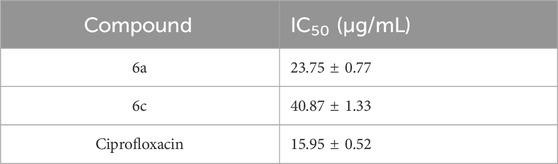 Compound IC50 (μg/mL)
6a 23.75 ± 0.77
6c 40.87 ± 1.33
Ciprofloxacin 15.95 ± 0.52